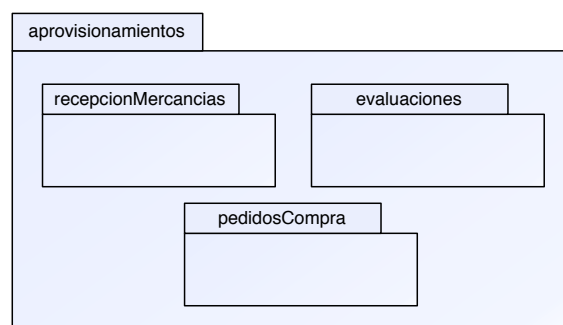 aprovisionamientos
recepcionMercancias
evaluaciones
pedidosCompra